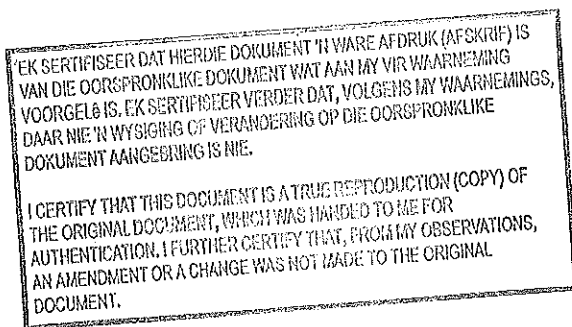 'EK SERTIFISEER DAT HIERDIE DOKUMENT 'N WARE AFDRUK (AFSKRIF) IS
VAN DIE OORSPRONKLIKE DOKUMENT WAT AAN MY VIR WAARNEMING
VOORGELê IS. EK SERTIFISEER VERDER DAT, VOLGENS MY WAARNEMINGS,
DAAR NIE 'N WYSIGING OF VERANDERING OP DIE OORSPRONKLIKE
DOKUMENT AANGEBRING IS NIE.
I CERTIFY THAT THIS DOCUMENT IS A TRUE REPRODUCTION (COPY) OF
THE ORIGINAL DOCUMENT, WHICH WAS HANDED TO ME FOR
AUTHENTICATION. I FURTHER CERTIFY THAT, FROM MY OBSERVATIONS,
AN AMENDMENT OR A CHANGE WAS NOT MADE TO THE ORIGINAL
DOCUMENT.